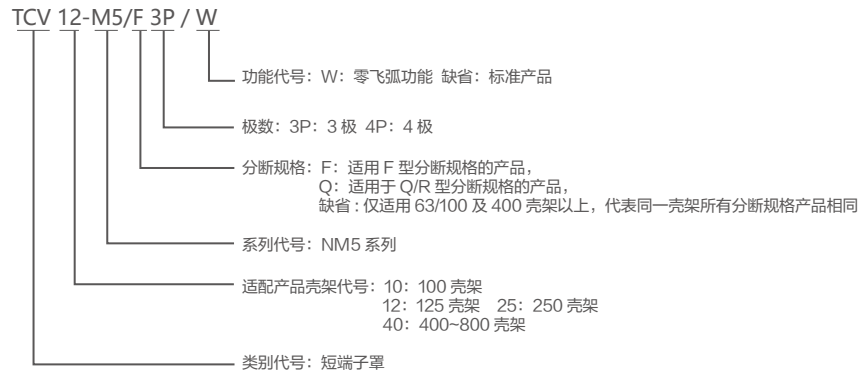 TCV 12-M5/F 3P / W
功能代号：W：零飞弧功能 缺省：标准产品
极数：3P：3 极 4P：4 极
分断规格：F：适用 F 型分断规格的产品，
Q：适用于 Q/R 型分断规格的产品，
缺省 : 仅适用 63/100 及 400 壳架以上，代表同一壳架所有分断规格产品相同
系列代号：NM5 系列
适配产品壳架代号：10：100 壳架
12：125 壳架 25：250 壳架
40：400~800 壳架
类别代号：短端子罩